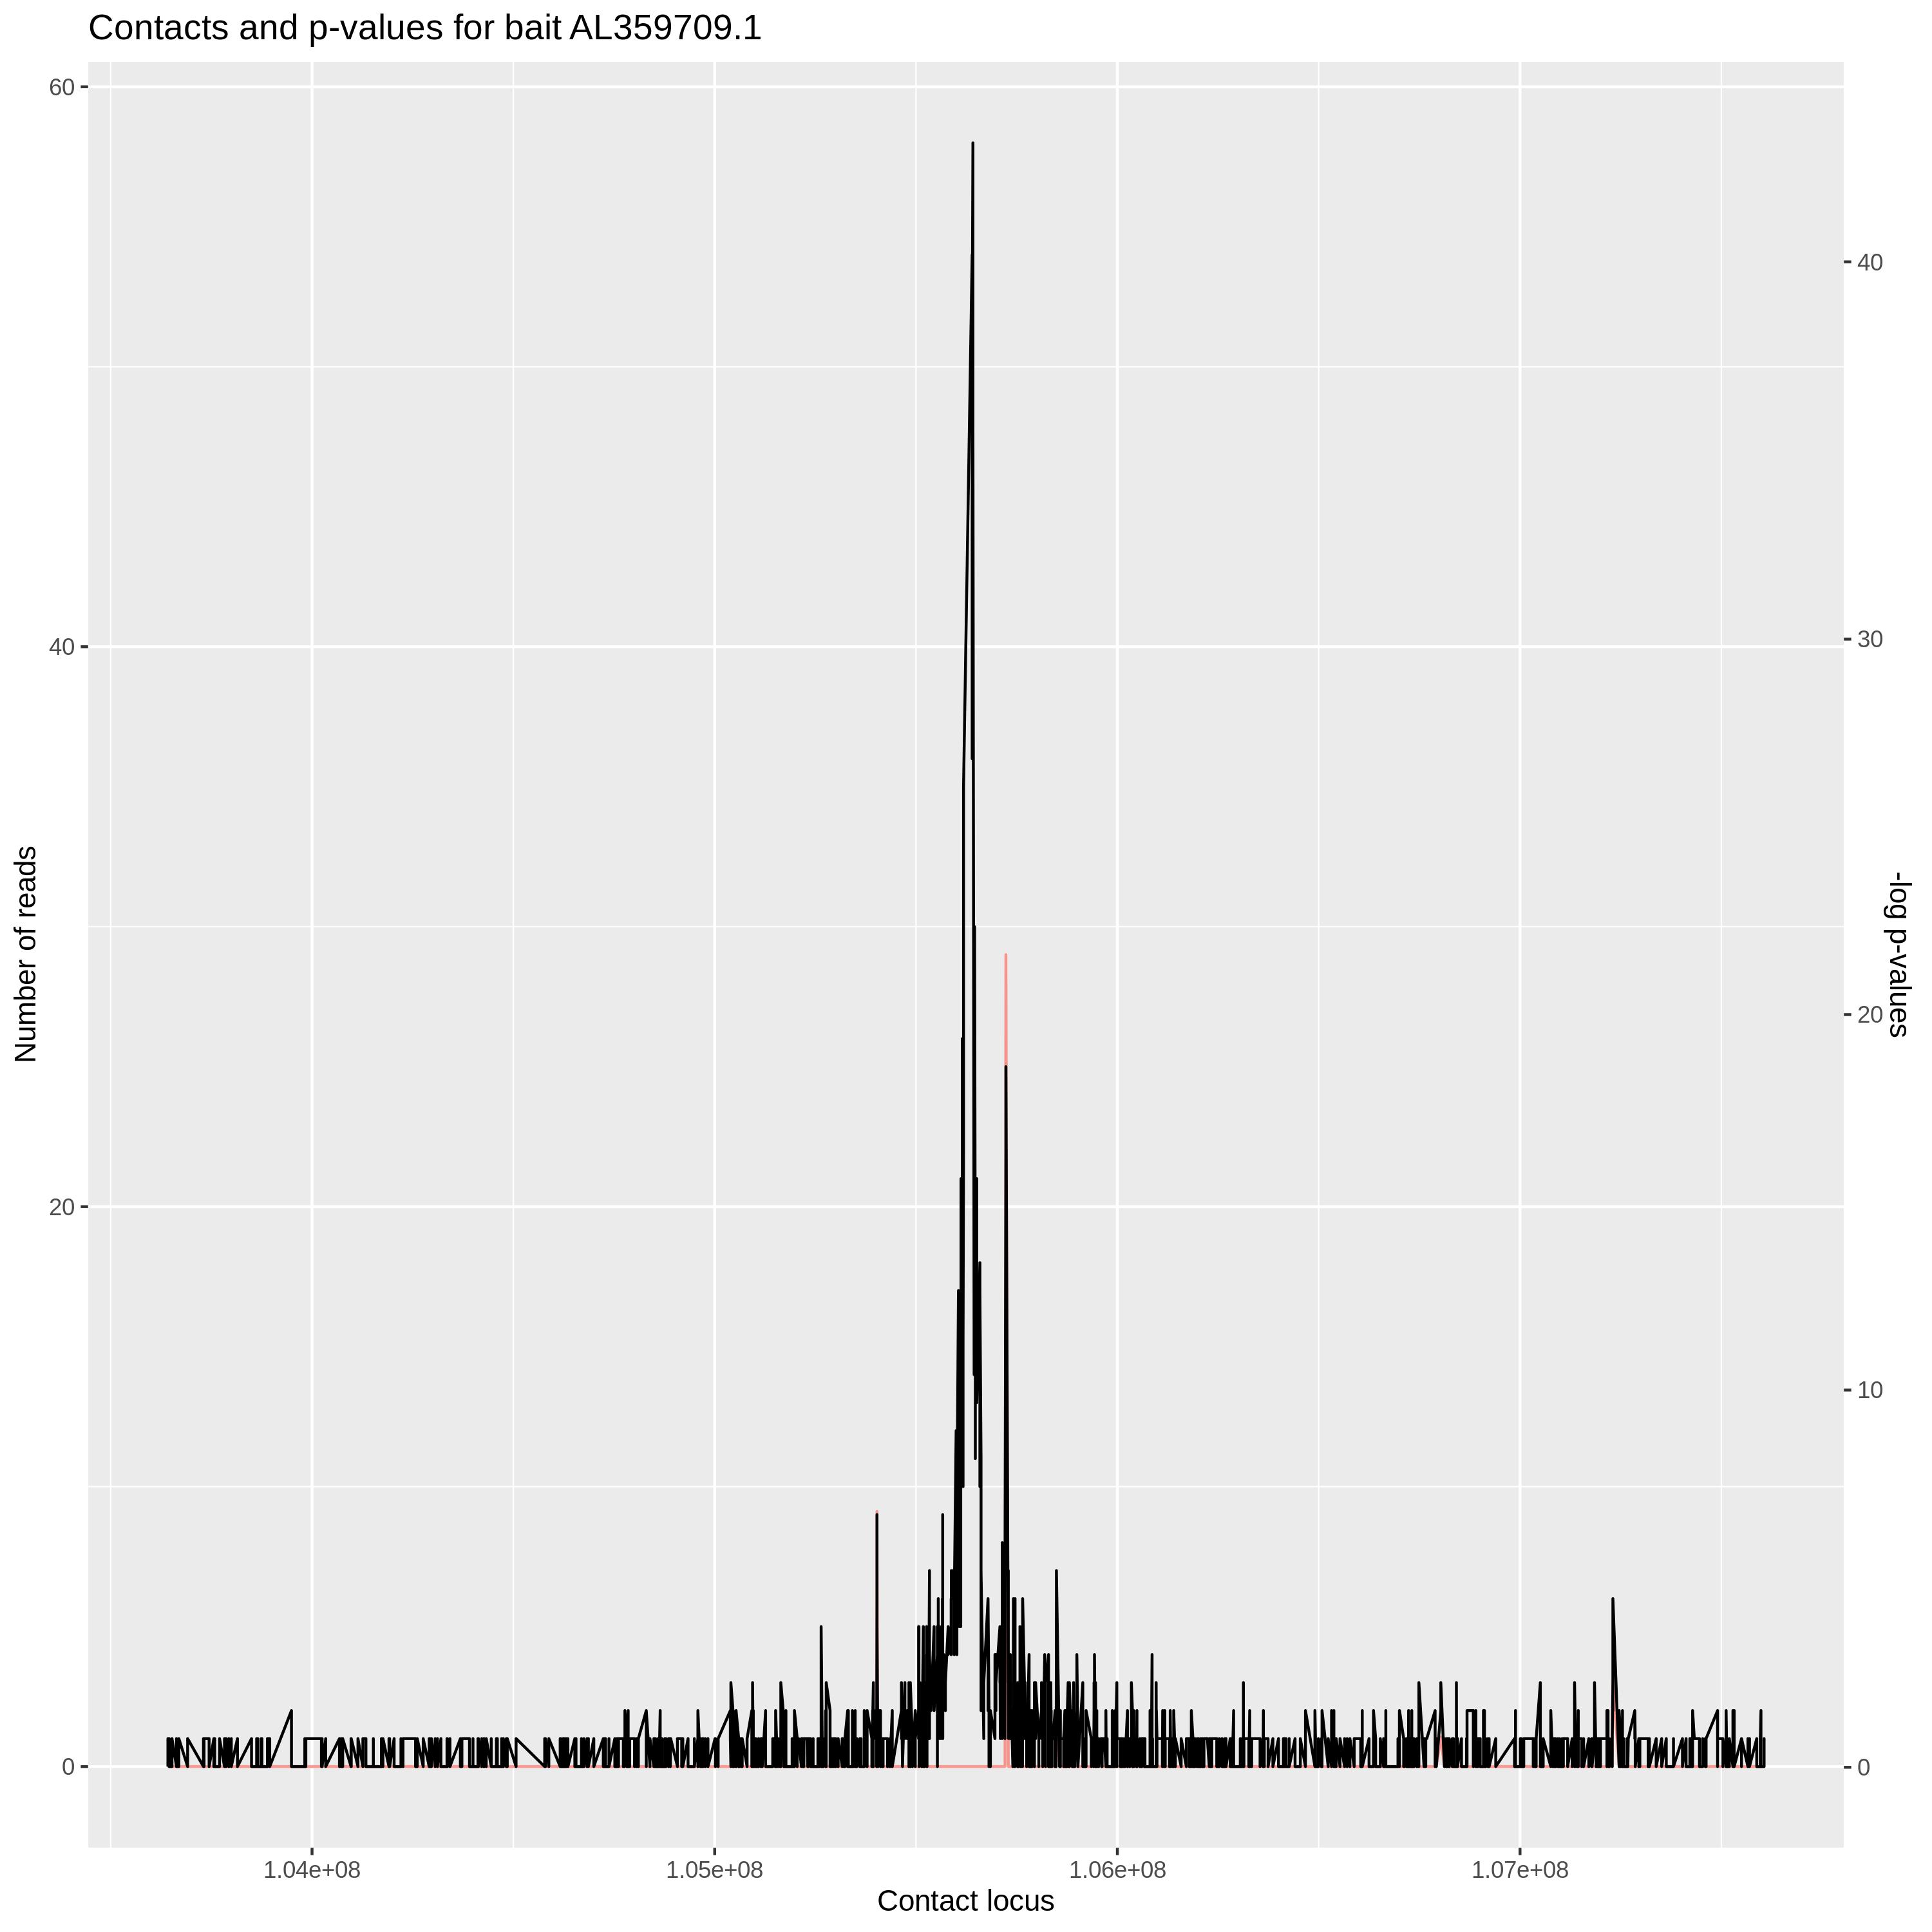 Contacts and p-values for bait AL359709.1
60
40
20
0
Number of reads
40
30
20
10
0
-log p-values
1.04e+08
1.05e+08
1.06e+08
1.07e+08
Contact locus